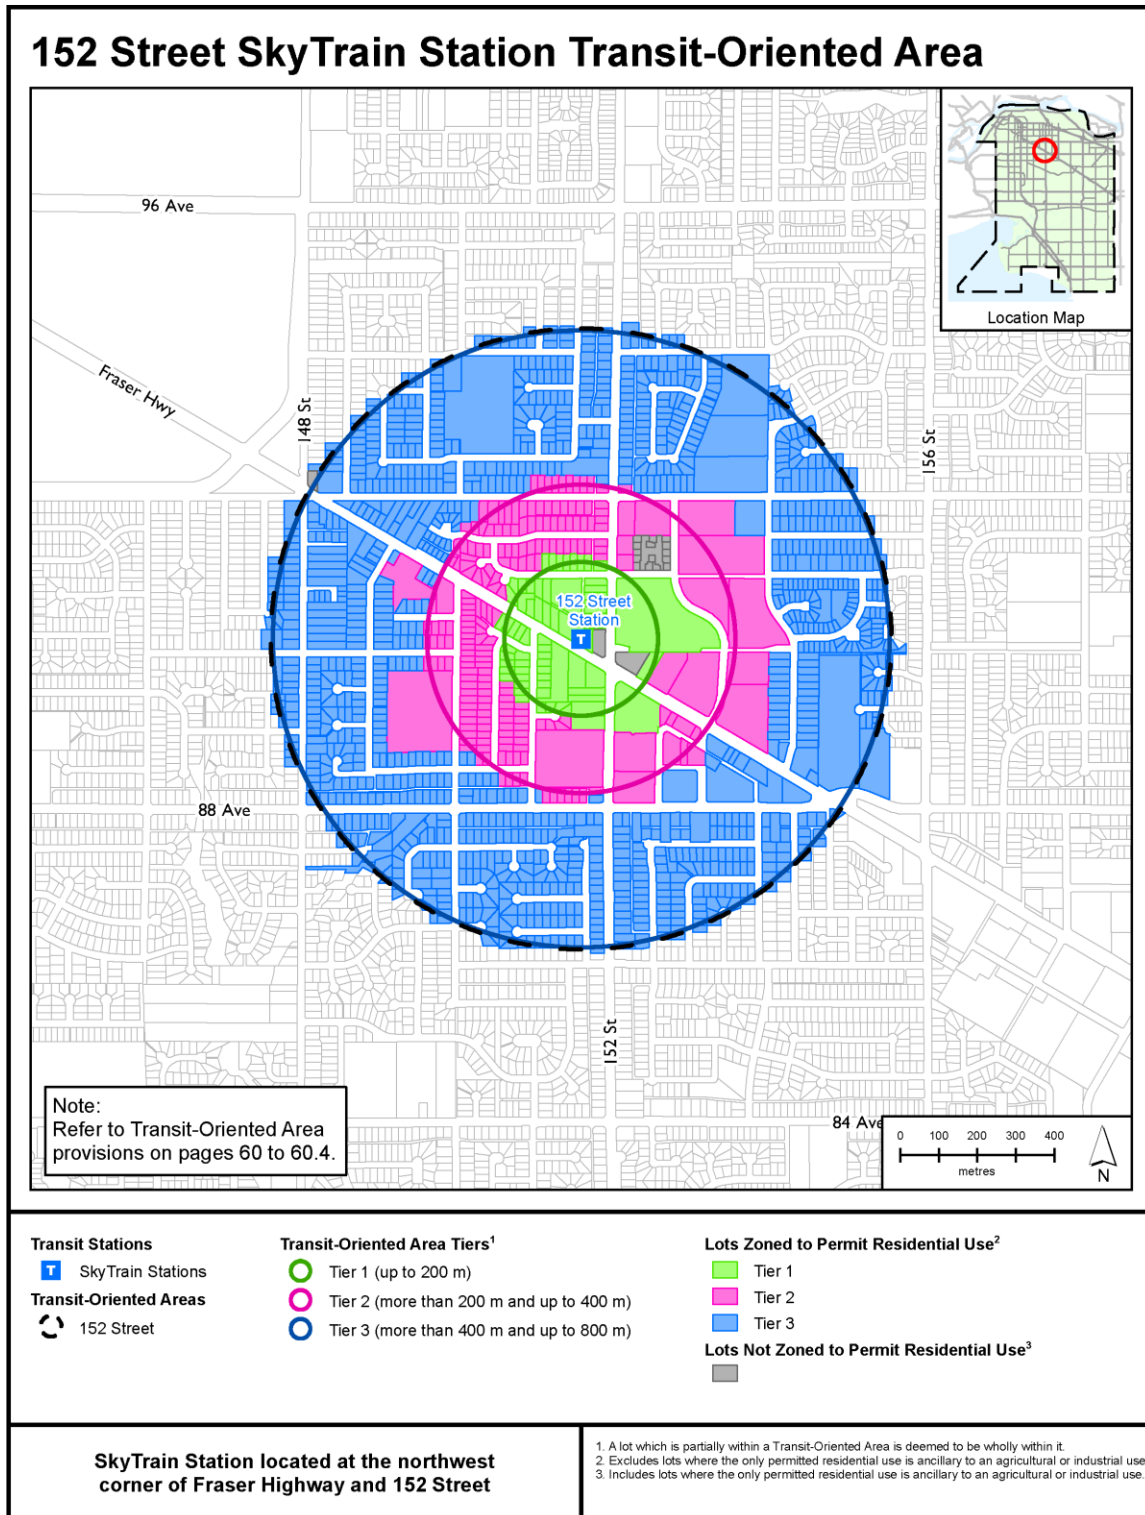 152 Street SkyTrain Station Transit-Oriented Area
96 Ave
Fraser Hwy
148 St
156 St
Location Map
152 Street
Station
T
88 Ave
152 St
84 Ave
Note:
Refer to Transit-Oriented Area
provisions on pages 60 to 60.4.
0 100 200 300 400
metres
N
Transit Stations
T SkyTrain Stations
Transit-Oriented Areas
152 Street
Transit-Oriented Area Tiers¹
Tier 1 (up to 200 m)
Tier 2 (more than 200 m and up to 400 m)
Tier 3 (more than 400 m and up to 800 m)
Lots Zoned to Permit Residential Use²
Tier 1
Tier 2
Tier 3
Lots Not Zoned to Permit Residential Use³
SkyTrain Station located at the northwest
corner of Fraser Highway and 152 Street
1. A lot which is partially within a Transit-Oriented Area is deemed to be wholly within it.
2. Excludes lots where the only permitted residential use is ancillary to an agricultural or industrial use
3. Includes lots where the only permitted residential use is ancillary to an agricultural or industrial use.